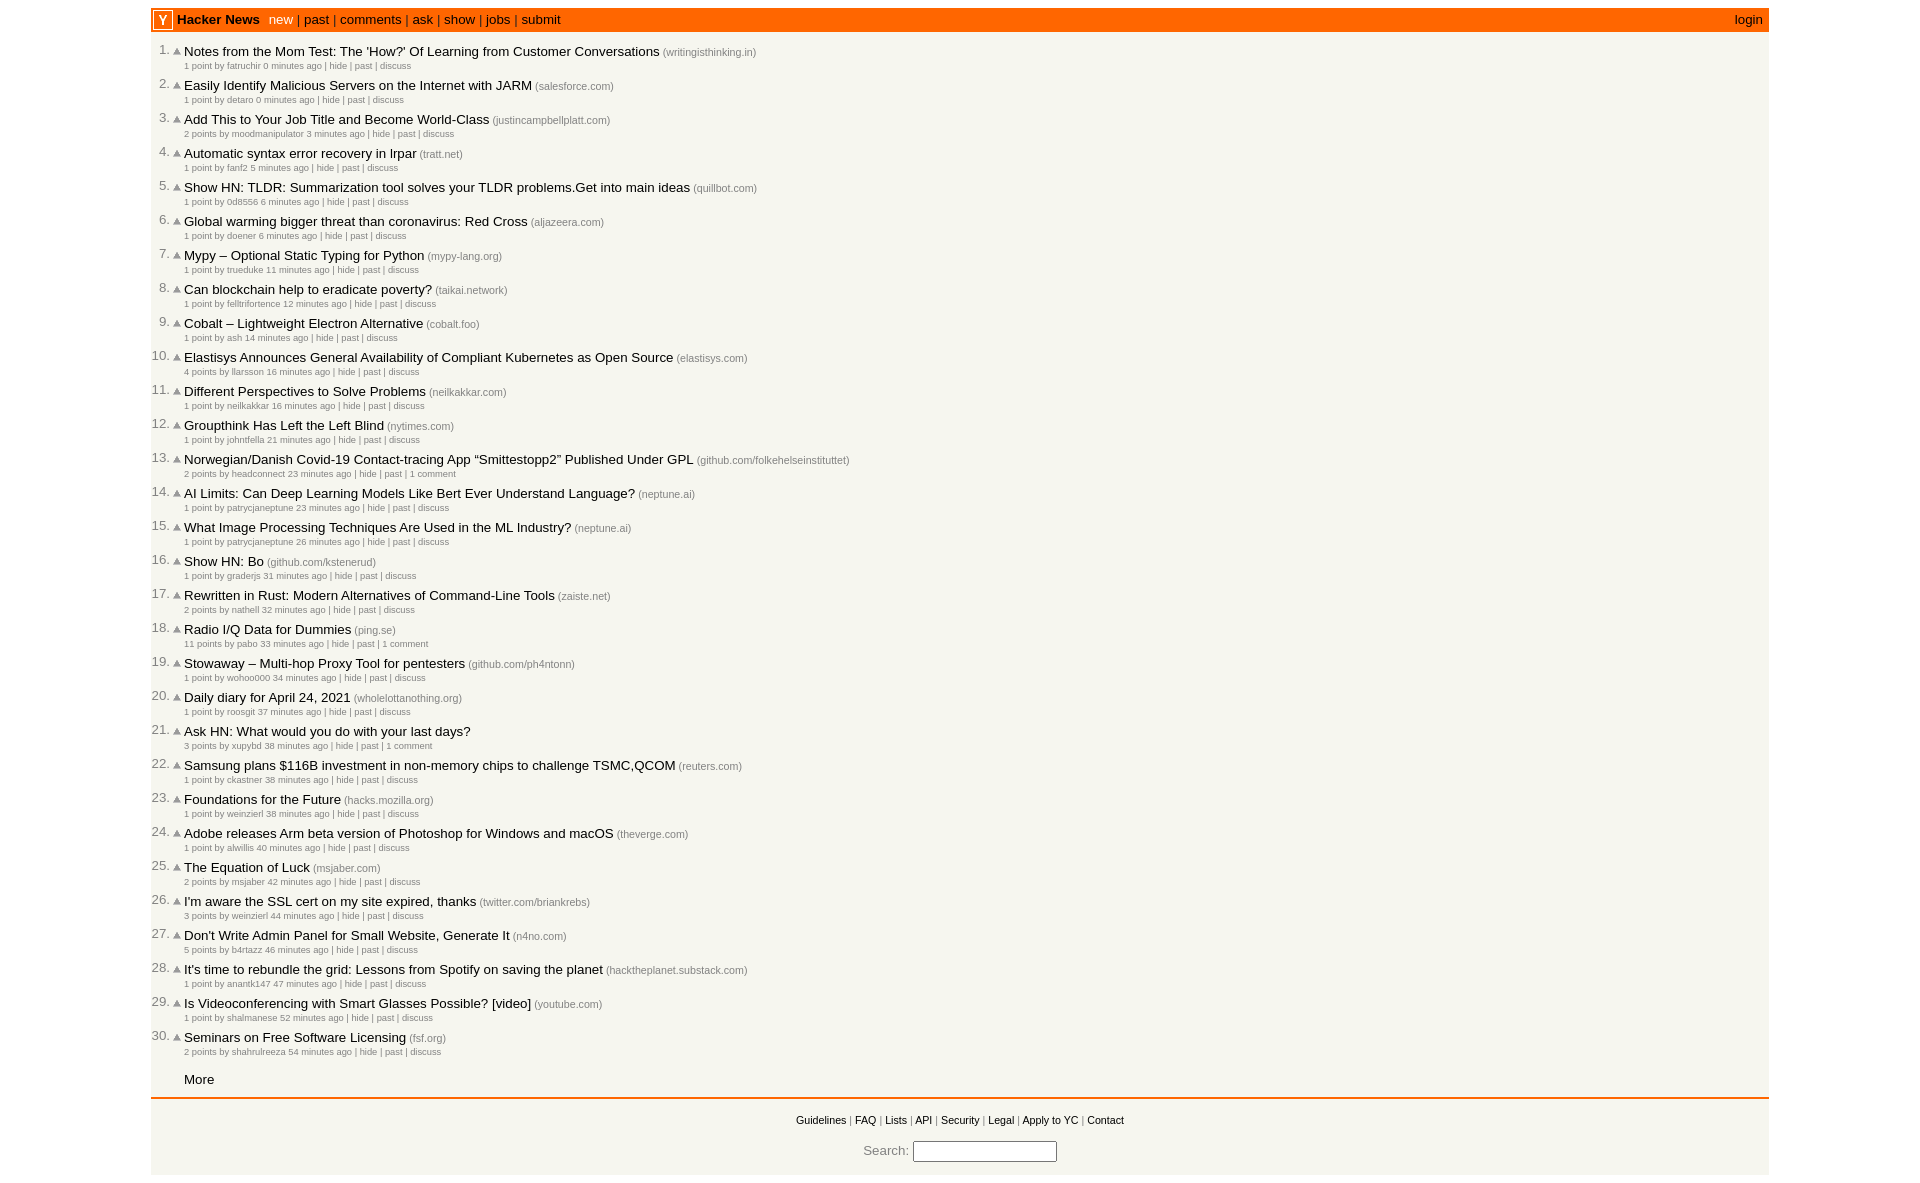 Y Hacker News new | past | comments | ask | show | jobs | submit login
1. Notes from the Mom Test: The 'How?' Of Learning from Customer Conversations (writingisthinking.in)
1 point by fatruchir 0 minutes ago | hide | past | discuss
2. Easily Identify Malicious Servers on the Internet with JARM (salesforce.com)
1 point by detaro 0 minutes ago | hide | past | discuss
3. Add This to Your Job Title and Become World-Class (justincampbellplatt.com)
2 points by moodmanipulator 3 minutes ago | hide | past | discuss
4. Automatic syntax error recovery in lrpar (tratt.net)
1 point by fanf2 5 minutes ago | hide | past | discuss
5. Show HN: TLDR: Summarization tool solves your TLDR problems.Get into main ideas (quillbot.com)
1 point by 0d8556 6 minutes ago | hide | past | discuss
6. Global warming bigger threat than coronavirus: Red Cross (aljazeera.com)
1 point by doener 6 minutes ago | hide | past | discuss
7. Mypy – Optional Static Typing for Python (mypy-lang.org)
1 point by trueduke 11 minutes ago | hide | past | discuss
8. Can blockchain help to eradicate poverty? (taikai.network)
1 point by felltrifortence 12 minutes ago | hide | past | discuss
9. Cobalt – Lightweight Electron Alternative (cobalt.foo)
1 point by ash 14 minutes ago | hide | past | discuss
10. Elastisys Announces General Availability of Compliant Kubernetes as Open Source (elastisys.com)
4 points by llarsson 16 minutes ago | hide | past | discuss
11. Different Perspectives to Solve Problems (neilkakkar.com)
1 point by neilkakkar 16 minutes ago | hide | past | discuss
12. Groupthink Has Left the Left Blind (nytimes.com)
1 point by johntfella 21 minutes ago | hide | past | discuss
13. Norwegian/Danish Covid-19 Contact-tracing App “Smittestopp2” Published Under GPL (github.com/folkehelseinstituttet)
2 points by headconnect 23 minutes ago | hide | past | 1 comment
14. AI Limits: Can Deep Learning Models Like Bert Ever Understand Language? (neptune.ai)
1 point by patrycjaneptune 23 minutes ago | hide | past | discuss
15. What Image Processing Techniques Are Used in the ML Industry? (neptune.ai)
1 point by patrycjaneptune 26 minutes ago | hide | past | discuss
16. Show HN: Bo (github.com/kstenerud)
1 point by graderjs 31 minutes ago | hide | past | discuss
17. Rewritten in Rust: Modern Alternatives of Command-Line Tools (zaiste.net)
2 points by nathell 32 minutes ago | hide | past | discuss
18. Radio I/Q Data for Dummies (ping.se)
11 points by pabo 33 minutes ago | hide | past | 1 comment
19. Stowaway – Multi-hop Proxy Tool for pentesters (github.com/ph4ntonn)
1 point by wohoo000 34 minutes ago | hide | past | discuss
20. Daily diary for April 24, 2021 (wholelottanothing.org)
1 point by roosgit 37 minutes ago | hide | past | discuss
21. Ask HN: What would you do with your last days?
3 points by xupybd 38 minutes ago | hide | past | 1 comment
22. Samsung plans $116B investment in non-memory chips to challenge TSMC,QCOM (reuters.com)
1 point by ckastner 38 minutes ago | hide | past | discuss
23. Foundations for the Future (hacks.mozilla.org)
1 point by weinzierl 38 minutes ago | hide | past | discuss
24. Adobe releases Arm beta version of Photoshop for Windows and macOS (theverge.com)
1 point by alwillis 40 minutes ago | hide | past | discuss
25. The Equation of Luck (msjaber.com)
2 points by msjaber 42 minutes ago | hide | past | discuss
26. I'm aware the SSL cert on my site expired, thanks (twitter.com/briankrebs)
3 points by weinzierl 44 minutes ago | hide | past | discuss
27. Don't Write Admin Panel for Small Website, Generate It (n4no.com)
5 points by b4rtazz 46 minutes ago | hide | past | discuss
28. It's time to rebundle the grid: Lessons from Spotify on saving the planet (hacktheplanet.substack.com)
1 point by anantk147 47 minutes ago | hide | past | discuss
29. Is Videoconferencing with Smart Glasses Possible? [video] (youtube.com)
1 point by shalmanese 52 minutes ago | hide | past | discuss
30. Seminars on Free Software Licensing (fsf.org)
2 points by shahrulreeza 54 minutes ago | hide | past | discuss
More
Guidelines | FAQ | Lists | API | Security | Legal | Apply to YC | Contact
Search: